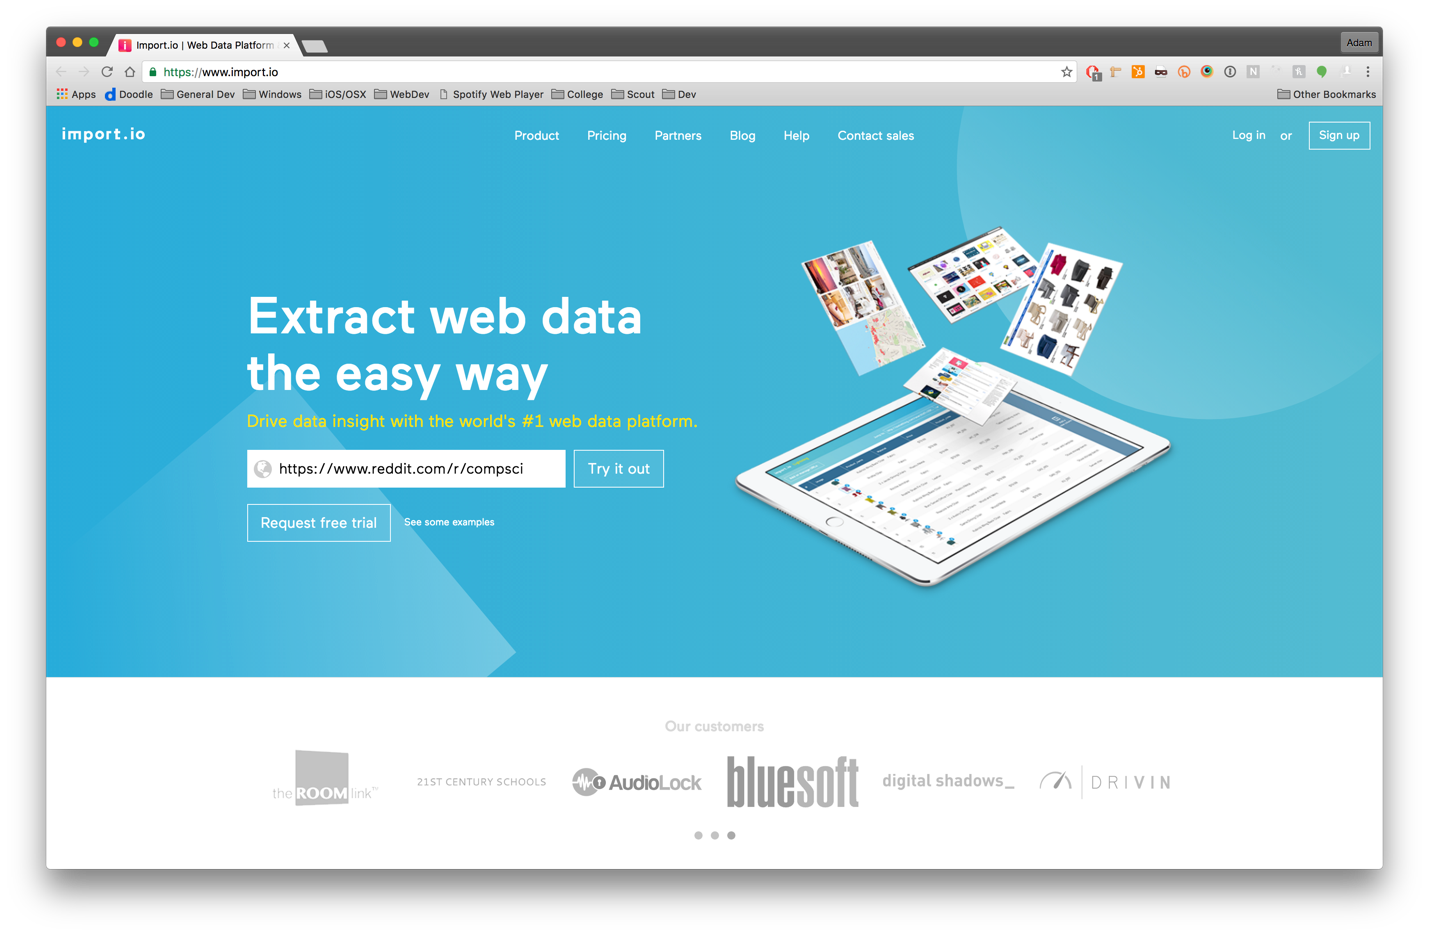 Import.io | Web Data Platform
Adam
https://www.import.io
1
Apps
Doodle
General Dev
Windows
iOS/OSX
WebDev
Spotify Web Player
College
Scout
Dev
Other Bookmarks
import.io
Product
Pricing
Partners
Blog
Help
Contact sales
Log in or
Sign up
Extract web data
the easy way
Drive data insight with the world's #1 web data platform.
https://www.reddit.com/r/compsci
Try it out
Request free trial
See some examples
Our customers
the ROOM link™
21ST CENTURY SCHOOLS
AudioLock
bluesoft
digital shadows_
DRIVIN